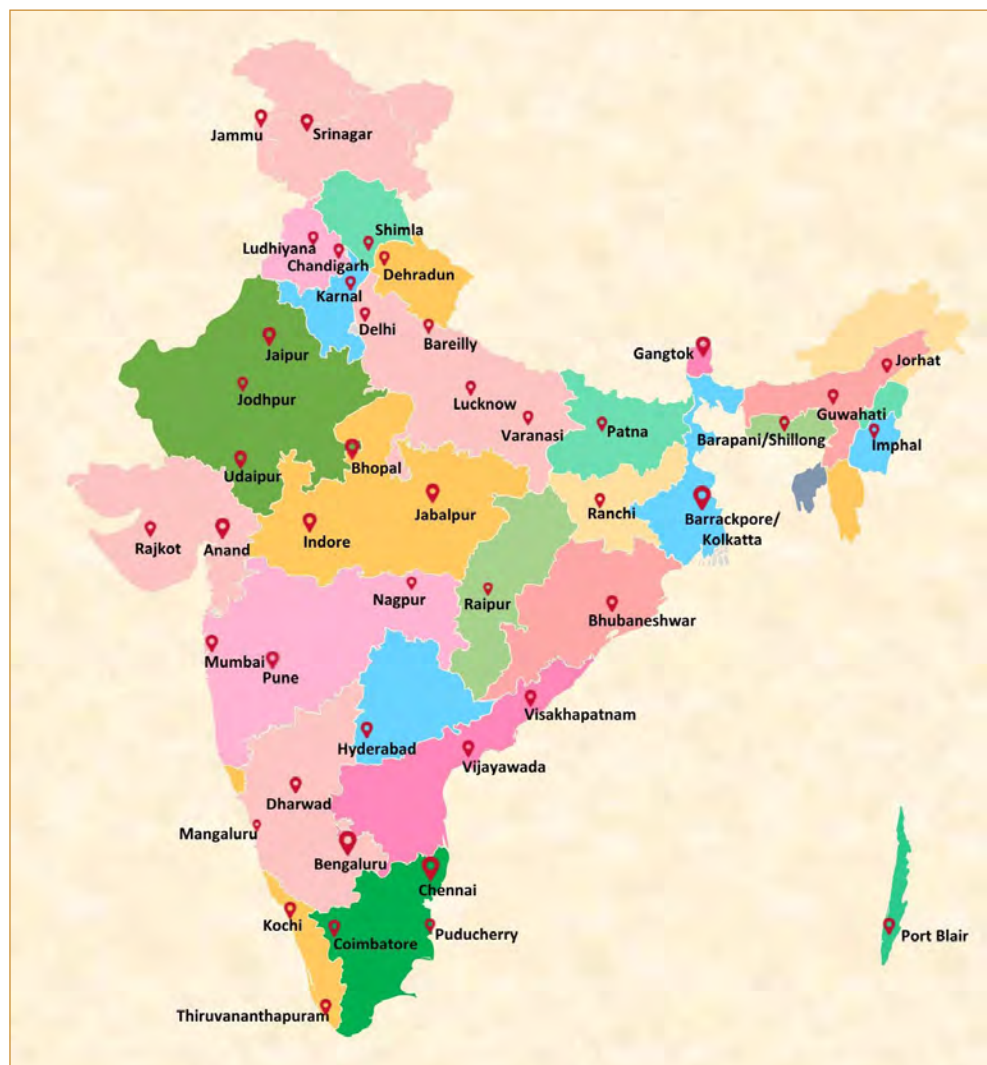 Jammu
Srinagar
Shimla
Ludhiyana
Chandigarh
Dehradun
Karnal
Delhi
Bareilly
Jaipur
Gangtok
Jorhat
Jodhpur
Lucknow
Guwahati
Varanasi
Patna
Barapani/Shillong
Imphal
Bhopal
Udaipur
Jabalpur
Ranchi
Barrackpore/
Kolkatta
Rajkot
Anand
Indore
Nagpur
Raipur
Bhubaneshwar
Mumbai
Pune
Visakhapatnam
Hyderabad
Vijayawada
Dharwad
Mangaluru
Bengaluru
Chennai
Kochi
Coimbatore
Puducherry
Port Blair
Thiruvananthapuram